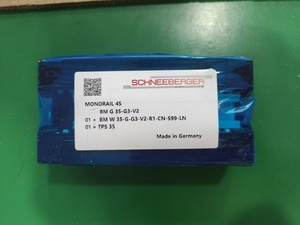 SCHNEEBERGER
MONORAIL 45
BM G 35-G3-V2
01 × BM W 35-G-G3-V2-R1-CN-S99-LN
01 × TPS 35
Made in Germany